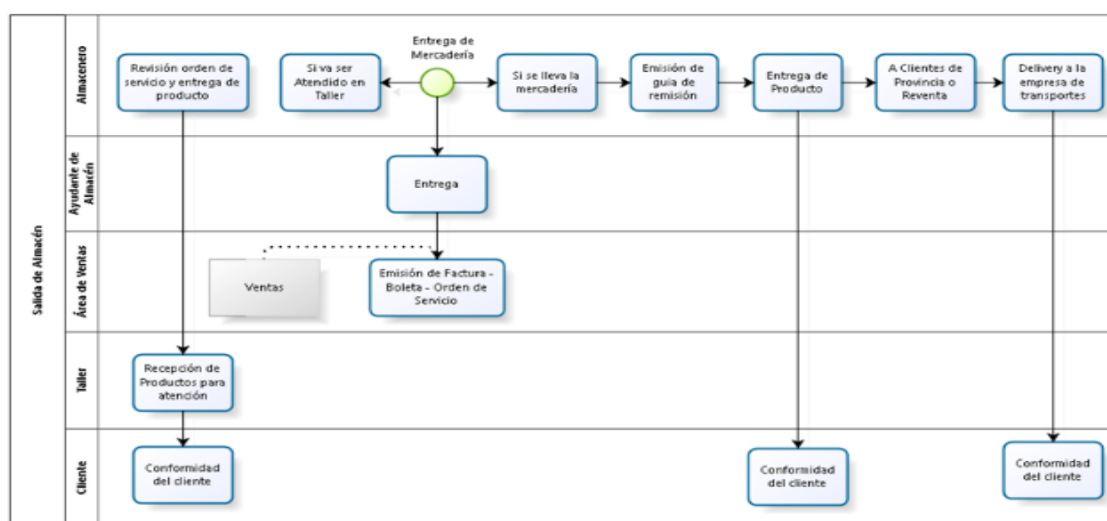 Salida de Almacén
Almacenero
Revisión orden de
servicio y entrega de
producto
Si va ser
Atendido en
Taller
Entrega de
Mercadería
Si se lleva la
mercadería
Emisión de
guia de
remisión
Entrega de
Producto
A Clientes de
Provincia o
Reventa
Delivery a la
empresa de
transportes
Ayudante de
Almacén
Entrega
Área de Ventas
Ventas
Emisión de Factura -
Boleta - Orden de
Servicio
Taller
Recepción de
Productos para
atención
Cliente
Conformidad
del cliente
Conformidad
del cliente
Conformidad
del cliente